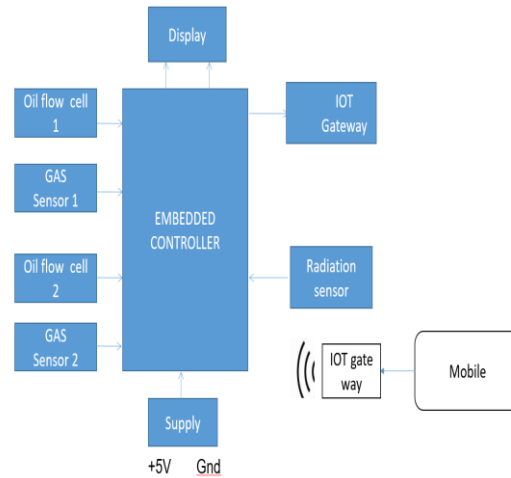 Display
Oil flow cell
1
IOT
Gateway
GAS
Sensor 1
EMBEDDED
CONTROLLER
Oil flow cell
2
Radiation
sensor
GAS
Sensor 2
IOT gate
way
Mobile
Supply
+5V Gnd